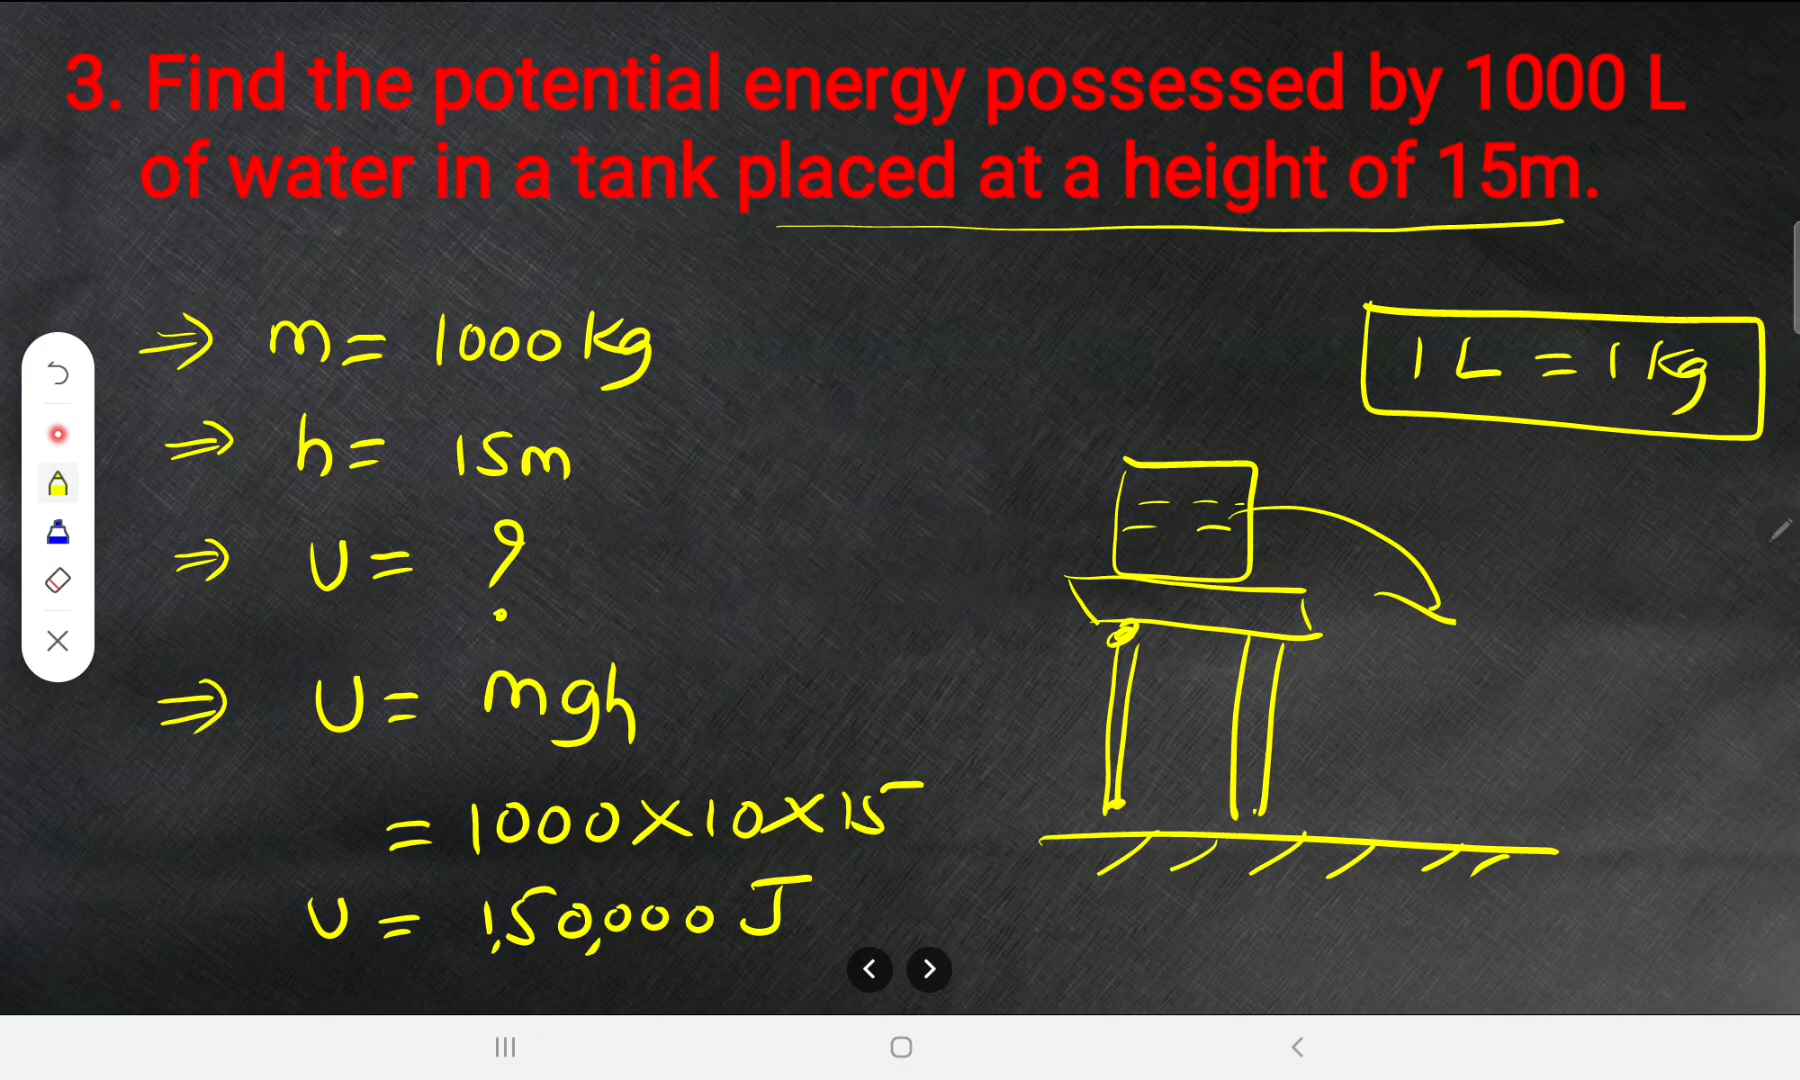 3. Find the potential energy possessed by 1000 L
of water in a tank placed at a height of 15m.
⇒ m = 1000 kg
1 L = 1 kg
⇒ h = 15m
⇒ U = ?
⇒ U = mgh
= 1000 × 10 × 15
U = 1,50,000 J